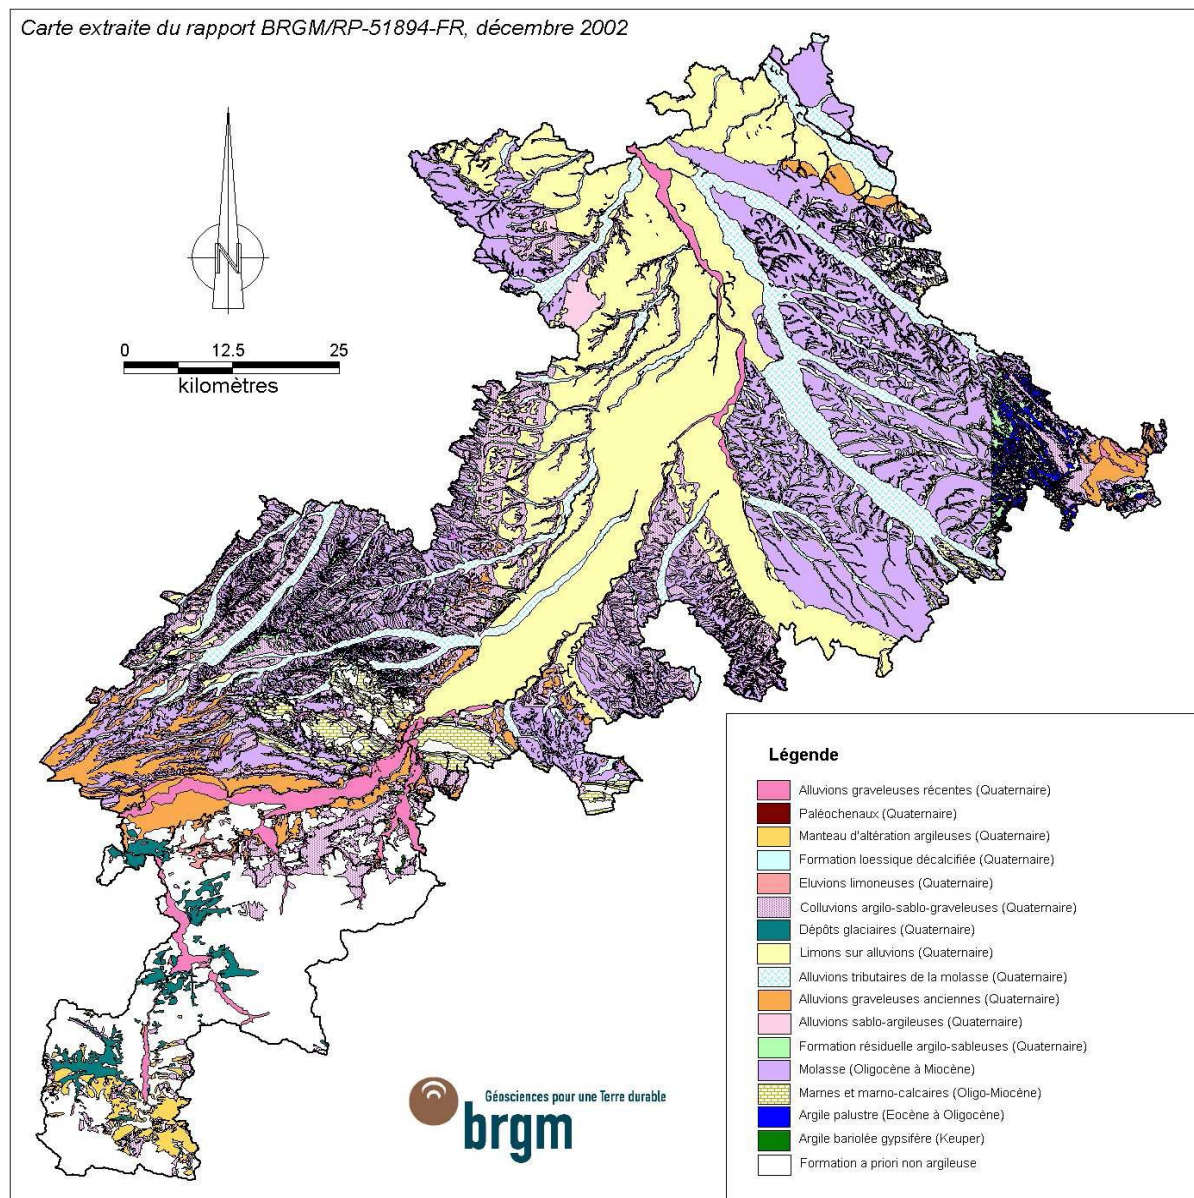 Carte extraite du rapport BRGM/RP-51894-FR, décembre 2002
N
0 12.5 25
kilomètres
Légende
Alluvions graveleuses récentes (Quaternaire)
Paléochenaux (Quaternaire)
Manteau d'altération argileuses (Quaternaire)
Formation loessique décalcifiée (Quaternaire)
Eluvions limoneuses (Quaternaire)
Colluvions argilo-sablo-graveleuses (Quaternaire)
Dépôts glaciaires (Quaternaire)
Limons sur alluvions (Quaternaire)
Alluvions tributaires de la molasse (Quaternaire)
Alluvions graveleuses anciennes (Quaternaire)
Alluvions sablo-argileuses (Quaternaire)
Formation résiduelle argilo-sableuses (Quaternaire)
Molasse (Oligocène à Miocène)
Marnes et marno-calcaires (Oligo-Miocène)
Argile palustre (Eocène à Oligocène)
Argile bariolée gypsifère (Keuper)
Formation a priori non argileuse
Géosciences pour une Terre durable
brgm